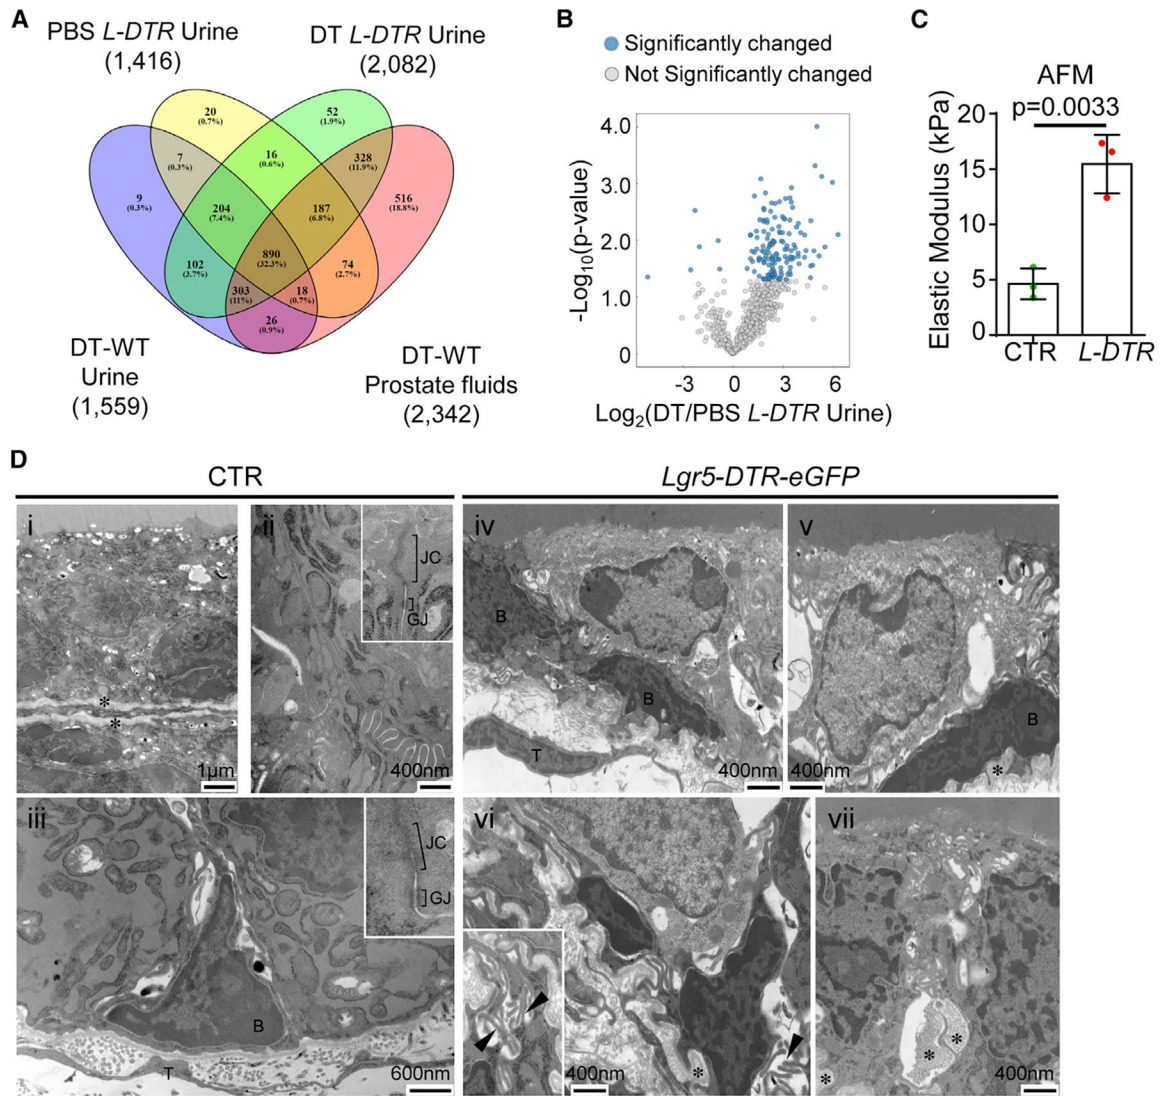 A
PBS L-DTR Urine
(1,416)
DT L-DTR Urine
(2,082)
20
(0.7%)
52
(1.9%)
7
(0.3%)
16
(0.6%)
328
(11.9%)
9
(0.3%)
204
(7.4%)
187
(6.8%)
516
(18.8%)
102
(3.7%)
890
(32.3%)
74
(2.7%)
303
(11%)
18
(0.7%)
26
(0.9%)
DT-WT
Urine
(1,559)
DT-WT
Prostate fluids
(2,342)
B
Significantly changed
Not Significantly changed
4.0
3.0
2.0
1.0
0
-Log10(p-value)
-3 0 3 6
Log2(DT/PBS L-DTR Urine)
C
AFM
p=0.0033
20
15
10
5
0
Elastic Modulus (kPa)
CTR L-DTR
D
CTR
Lgr5-DTR-eGFP
i
*
*
1μm
ii
JC
GJ
400nm
iv
B
B
T
400nm
v
B
*
400nm
iii
JC
GJ
B
T
600nm
vi
*
400nm
vii
*
*
*
400nm